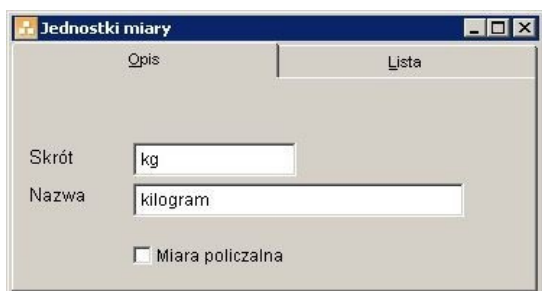 Jednostki miary
Opis Lista
Skrót kg
Nazwa kilogram
Miara policzalna